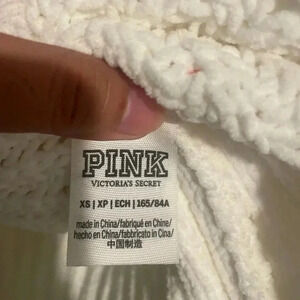 PINK
VICTORIA'S SECRET
XS | XP | ECH | 165/84A
made in China/fabriqué en Chine/
hecho en China/fabbricato in Cina/
中国制造